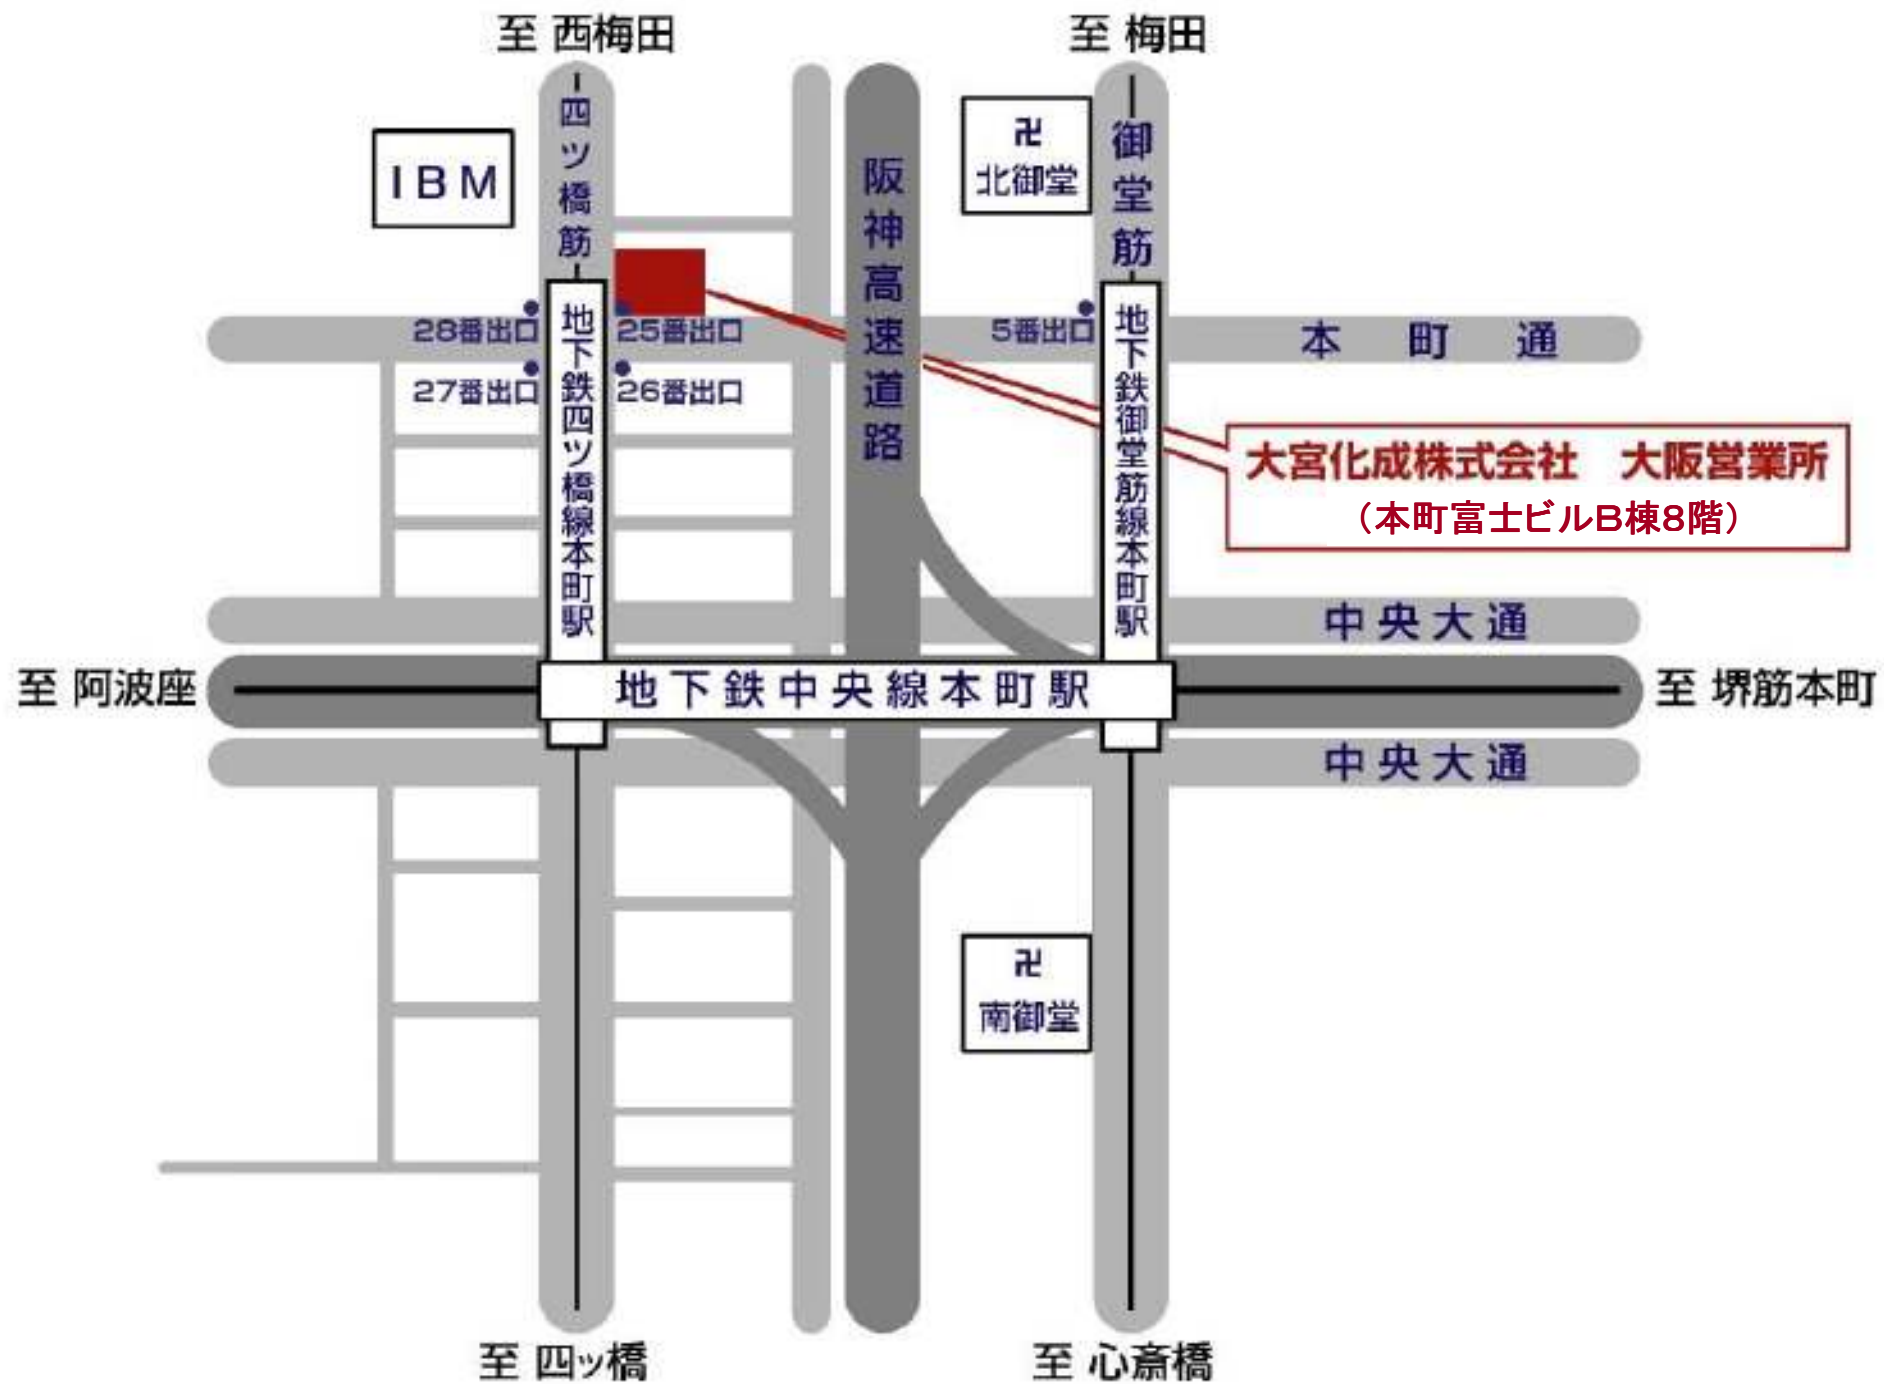 至 西梅田
至 梅田
四ツ橋筋
IBM
阪神高速道路
卍
北御堂
御堂筋
28番出口
25番出口
27番出口
26番出口
5番出口
本町通
地下鉄四ツ橋線本町駅
地下鉄御堂筋線本町駅
大宮化成株式会社　大阪営業所
（本町富士ビルB棟8階）
中央大通
至 阿波座
地下鉄中央線本町駅
至 堺筋本町
中央大通
卍
南御堂
至 四ッ橋
至 心斎橋